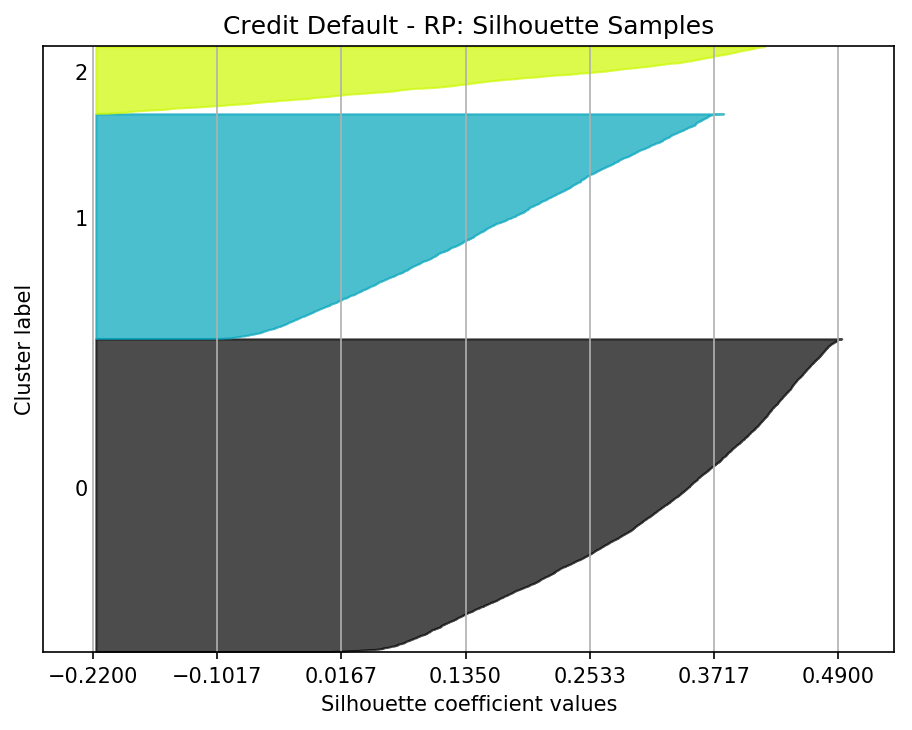 Credit Default - RP: Silhouette Samples
2
1
0
Cluster label
−0.2200 −0.1017 0.0167 0.1350 0.2533 0.3717 0.4900
Silhouette coefficient values